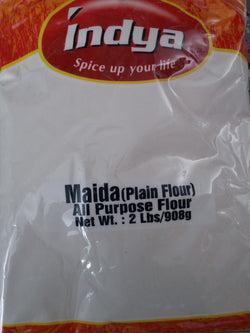 Indya
Spice up your life
Maida(Plain Flour)
All Purpose Flour
Net Wt. : 2 Lbs/908g